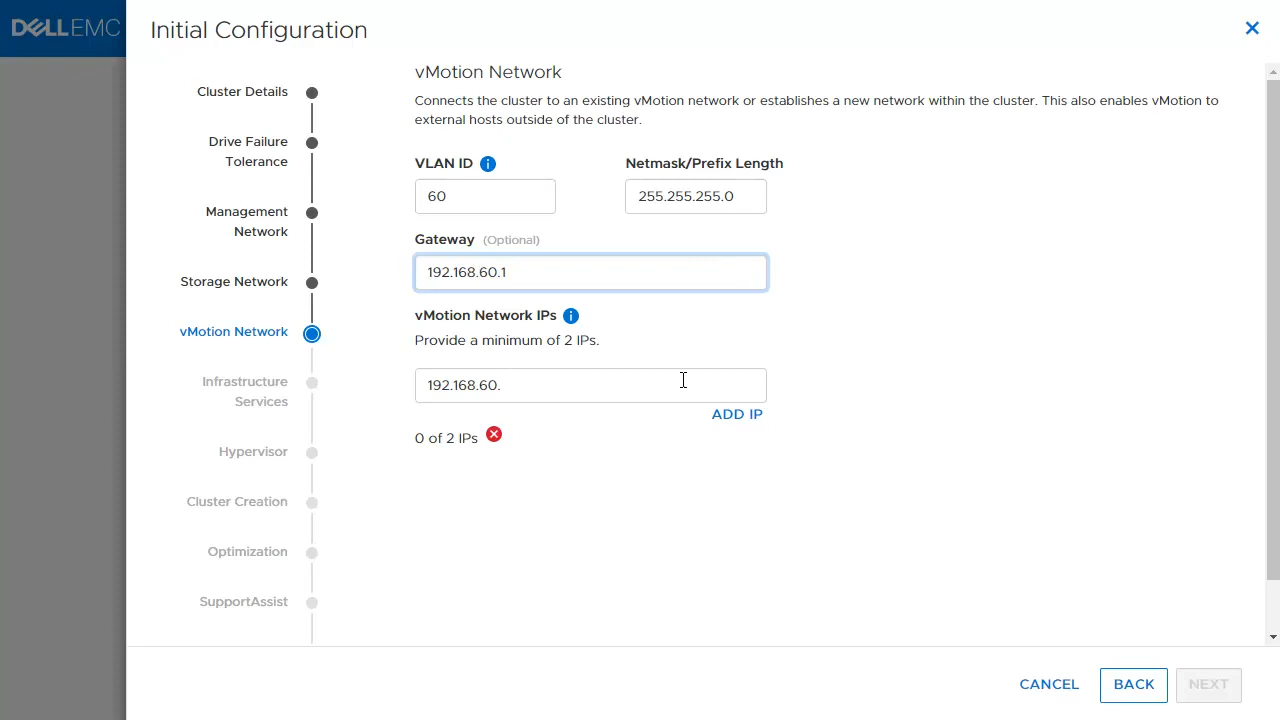 DELLEMC
Initial Configuration
Cluster Details
Drive Failure
Tolerance
Management
Network
Storage Network
vMotion Network
Infrastructure
Services
Hypervisor
Cluster Creation
Optimization
SupportAssist
vMotion Network
Connects the cluster to an existing vMotion network or establishes a new network within the cluster. This also enables vMotion to
external hosts outside of the cluster.
VLAN ID
Netmask/Prefix Length
60
255.255.255.0
Gateway (Optional)
192.168.60.1
vMotion Network IPs
Provide a minimum of 2 IPs.
192.168.60.
ADD IP
0 of 2 IPs
CANCEL
BACK
NEXT